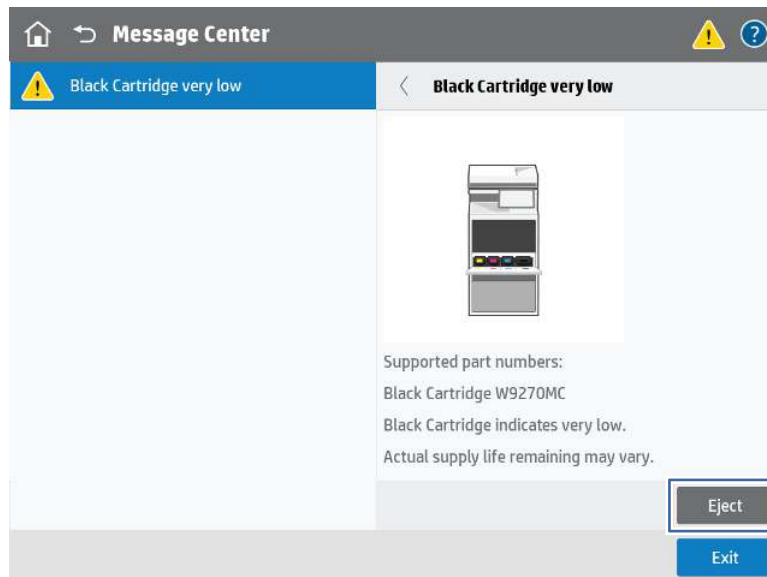 Message Center
Black Cartridge very low
Black Cartridge very low
Supported part numbers:
Black Cartridge W9270MC
Black Cartridge indicates very low.
Actual supply life remaining may vary.
Eject
Exit